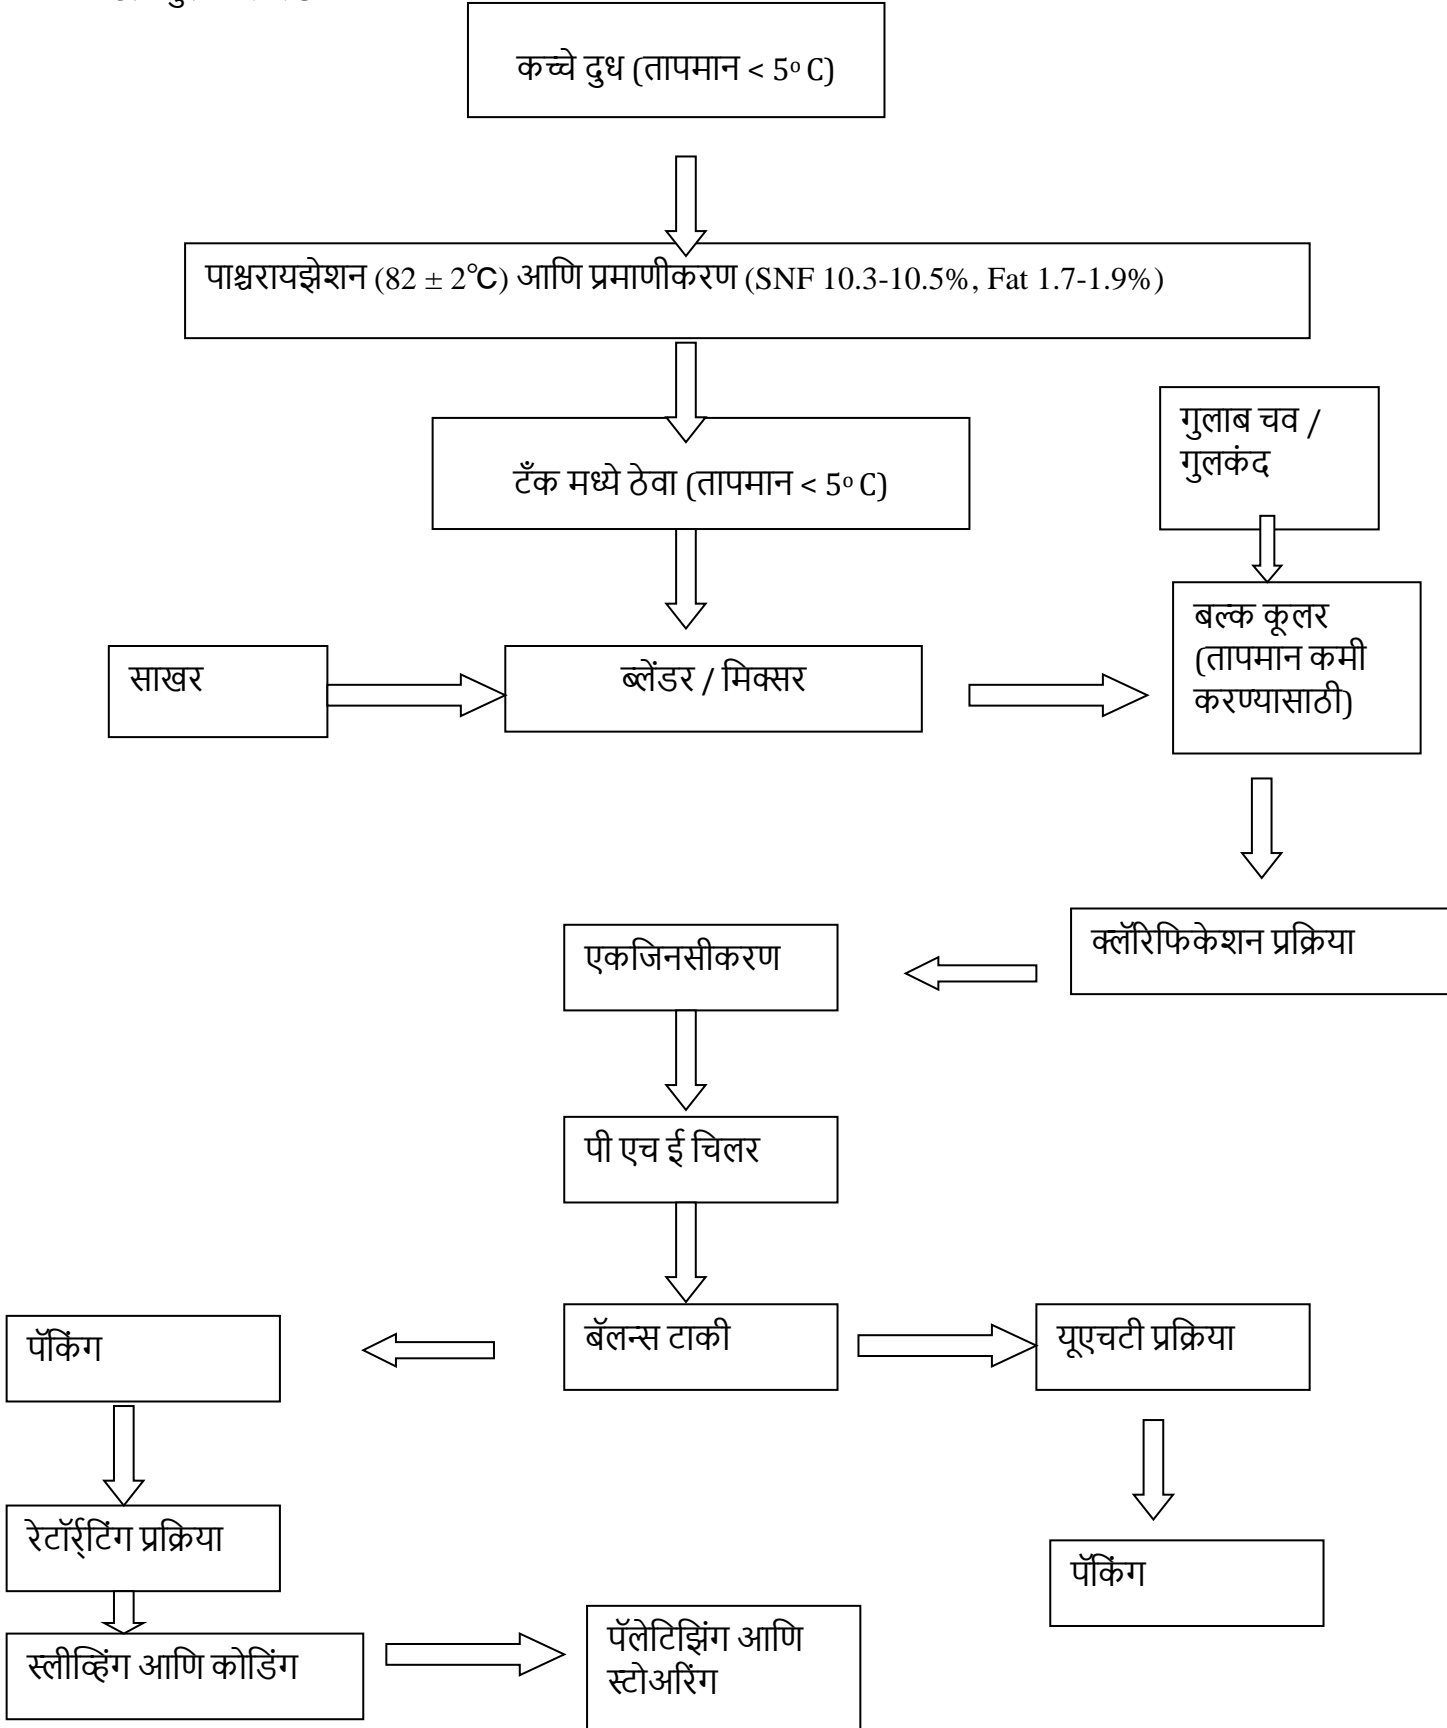 कच्चे दुध (तापमान < 5º C)
पाश्चरायझेशन (82 ± 2℃) आणि प्रमाणीकरण (SNF 10.3-10.5%, Fat 1.7-1.9%)
टँक मध्ये ठेवा (तापमान < 5º C)
गुलाब चव /
गुलकंद
साखर
ब्लेंडर / मिक्सर
बल्क कूलर
(तापमान कमी
करण्यासाठी)
क्लॅरिफिकेशन प्रक्रिया
एकजिनसीकरण
पी एच ई चिलर
बॅलन्स टाकी
यूएचटी प्रक्रिया
पॅकिंग
पॅकिंग
रेटॉर्र्टिंग प्रक्रिया
स्लीव्हिंग आणि कोडिंग
पॅलेटिझिंग आणि
स्टोअरिंग